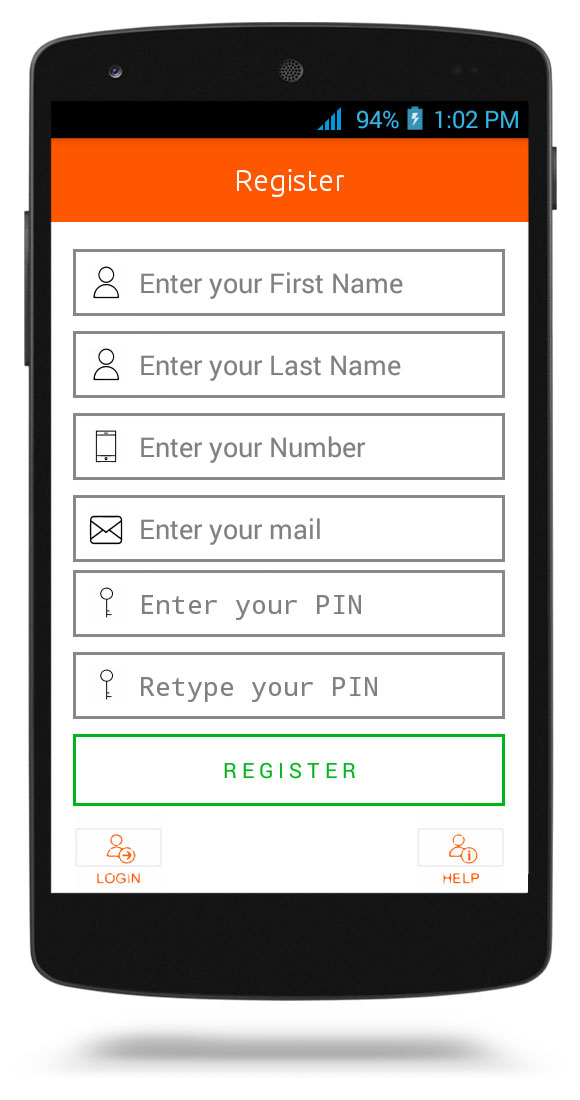 94% 1:02 PM
Register
Enter your First Name
Enter your Last Name
Enter your Number
Enter your mail
Enter your PIN
Retype your PIN
REGISTER
LOGIN HELP